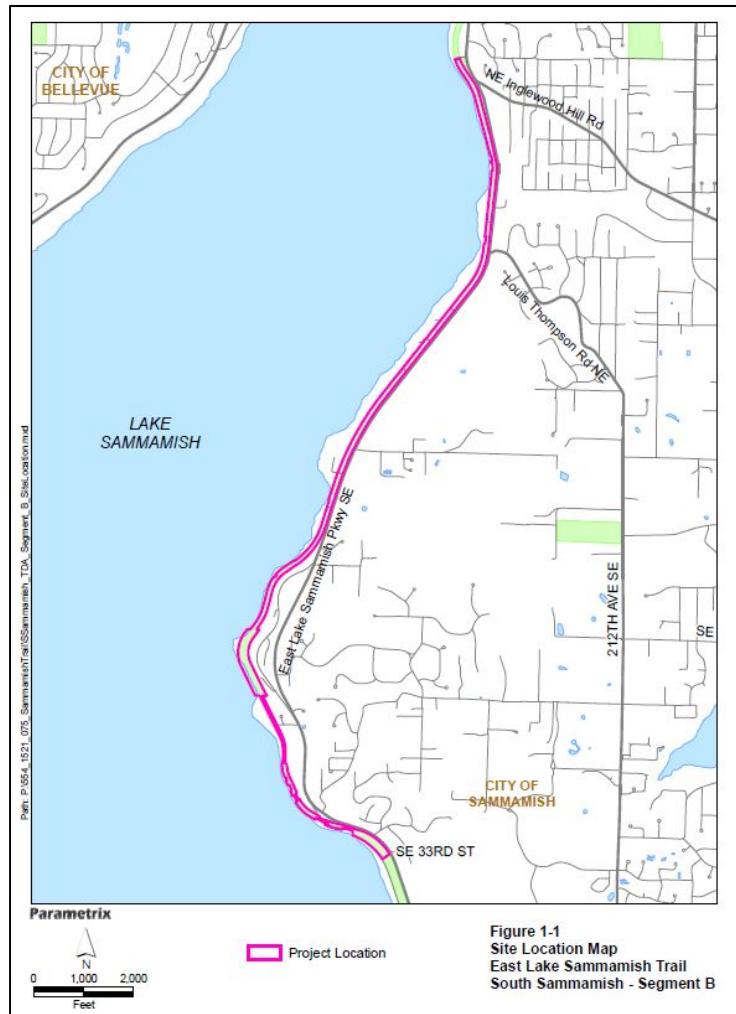 CITY OF
BELLEVUE
NE Inglewood Hill Rd
Louis Thompson Rd NE
LAKE
SAMMAMISH
East Lake Sammamish Pkwy SE
212TH AVE SE
SE
CITY OF
SAMMAMISH
SE 33RD ST
Path: P:\554_1521_075_SammamishTrail\SSammamish_TDA_Segment_B_SiteLocation.mxd
Parametrix
N
0 1,000 2,000
Feet
Project Location
Figure 1-1
Site Location Map
East Lake Sammamish Trail
South Sammamish - Segment B